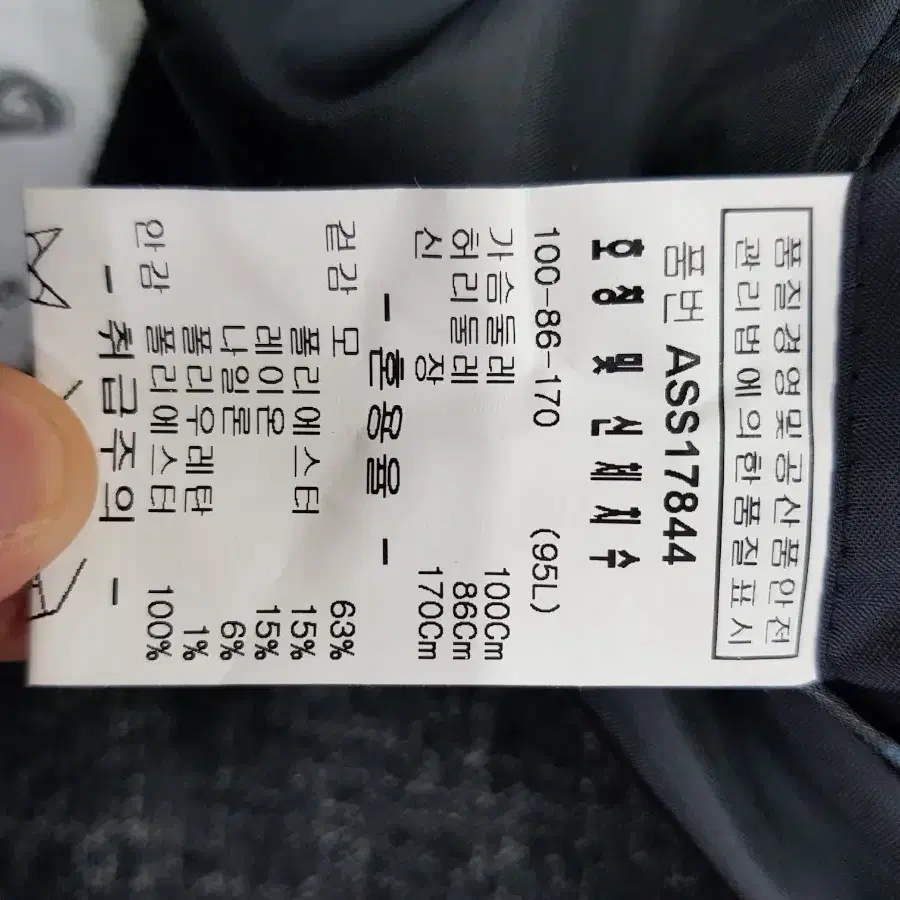 품질경영및공산품안전
관리법에의한품질표시
품번 ASS17844
호칭 및 신체치수
100-86-170 (95L)
가슴둘레 100Cm
허리둘레 86Cm
신 장 170Cm
- 혼용율 -
겉감 모 63%
폴리에스터 15%
레이온 15%
나일론 6%
폴리우레탄 1%
안감 폴리에스터 100%
- 취급주의 -